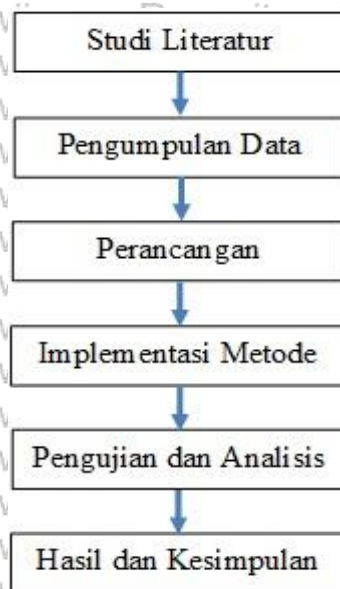 Studi Literatur
Pengumpulan Data
Perancangan
Implementasi Metode
Pengujian dan Analisis
Hasil dan Kesimpulan